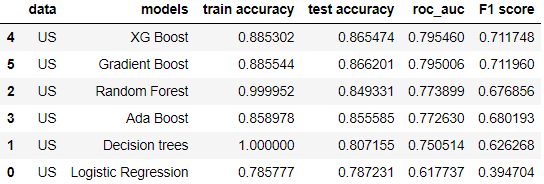 data models train accuracy test accuracy roc_auc F1 score
4 US XG Boost 0.885302 0.865474 0.795460 0.711748
5 US Gradient Boost 0.885544 0.866201 0.795006 0.711960
2 US Random Forest 0.999952 0.849331 0.773899 0.676856
3 US Ada Boost 0.858978 0.855585 0.772630 0.680193
1 US Decision trees 1.000000 0.807155 0.750514 0.626268
0 US Logistic Regression 0.785777 0.787231 0.617737 0.394704